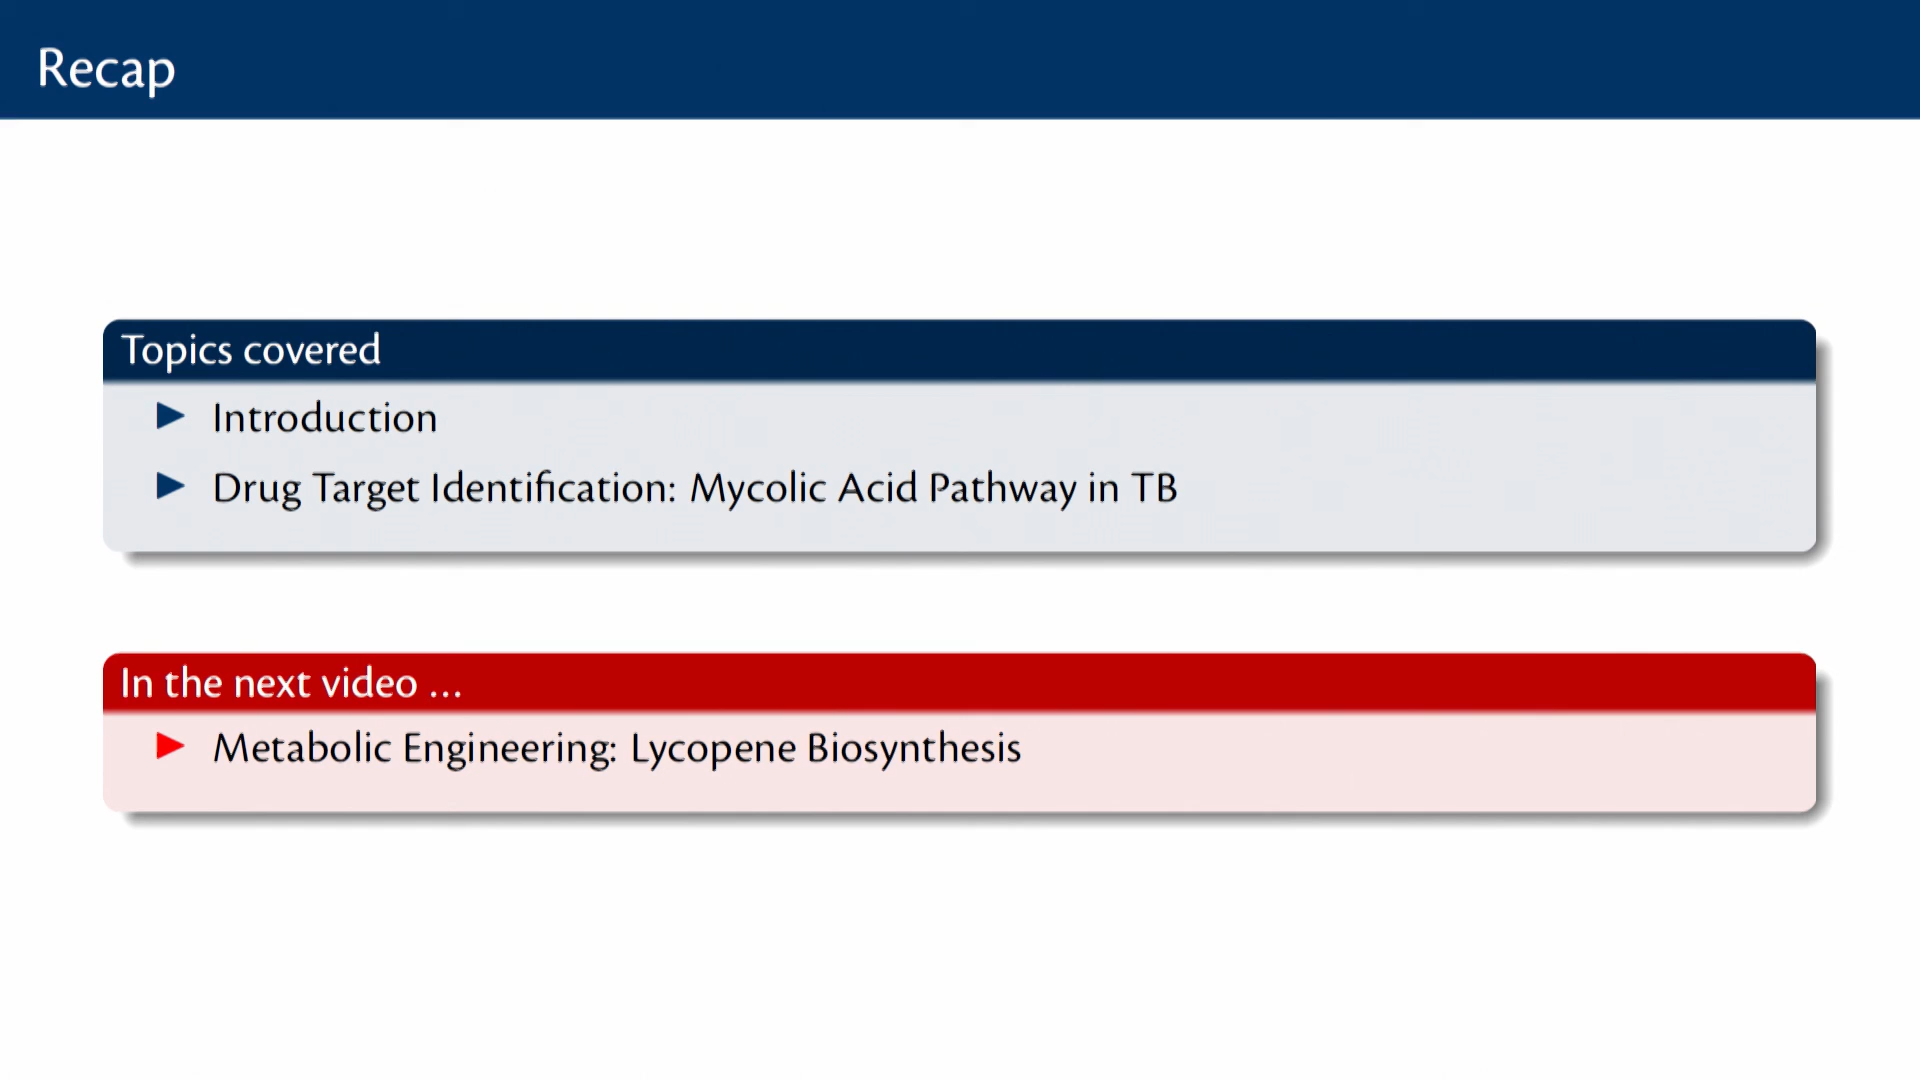 Recap
Topics covered
Introduction
Drug Target Identification: Mycolic Acid Pathway in TB
In the next video ...
Metabolic Engineering: Lycopene Biosynthesis